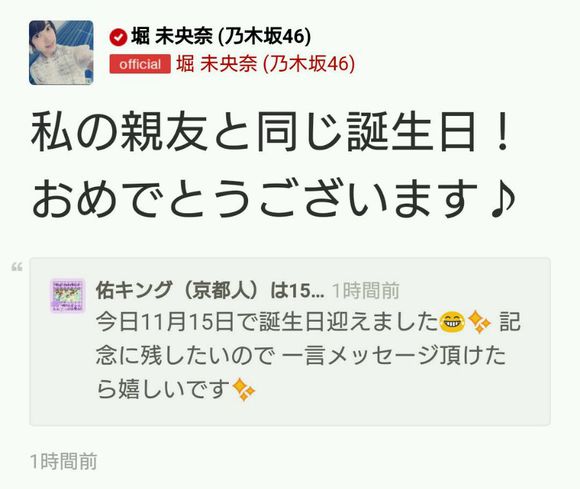 堀 未央奈 (乃木坂46)
official 堀 未央奈 (乃木坂46)
私の親友と同じ誕生日！
おめでとうございます♪
佑キング（京都人）は15... 1時間前
今日11月15日で誕生日迎えました😂✨ 記
念に残したいので 一言メッセージ頂けた
ら嬉しいです✨
1時間前